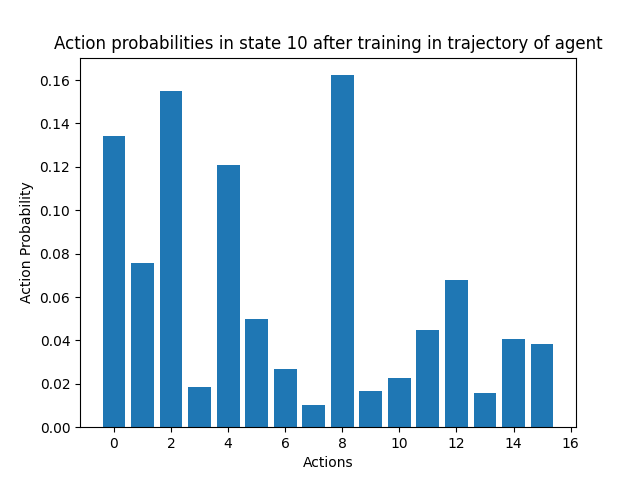 Action probabilities in state 10 after training in trajectory of agent
0.16
0.14
0.12
0.10
0.08
0.06
0.04
0.02
0.00
Action Probability
0 2 4 6 8 10 12 14 16
Actions